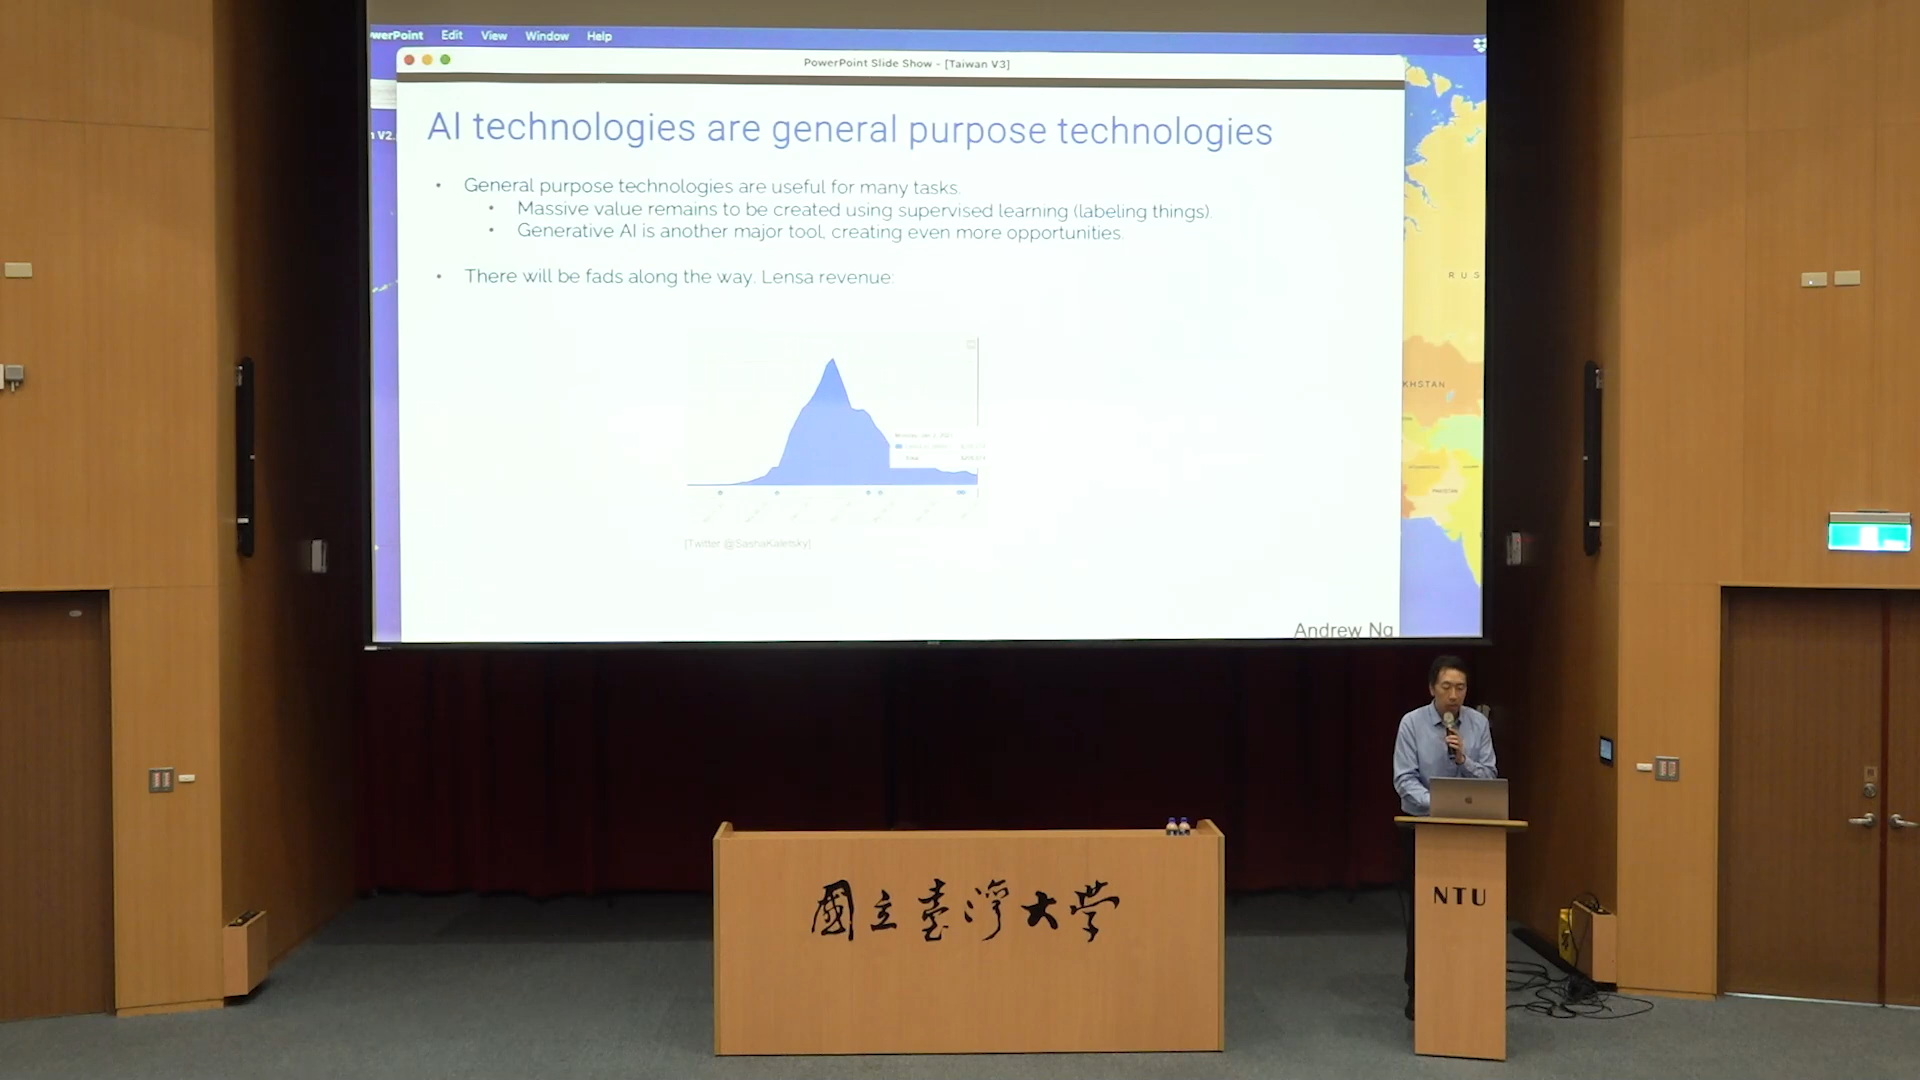 PowerPoint Edit View Window Help
PowerPoint Slide Show - [Taiwan V3]
V2.
AI technologies are general purpose technologies
• General purpose technologies are useful for many tasks.
• Massive value remains to be created using supervised learning (labeling things)
• Generative AI is another major tool, creating even more opportunities.
• There will be fads along the way. Lensa revenue:
[Twitter @SashaKaletsky]
Andrew Ng
RUS
KHSTAN
國立臺灣大學
NTU